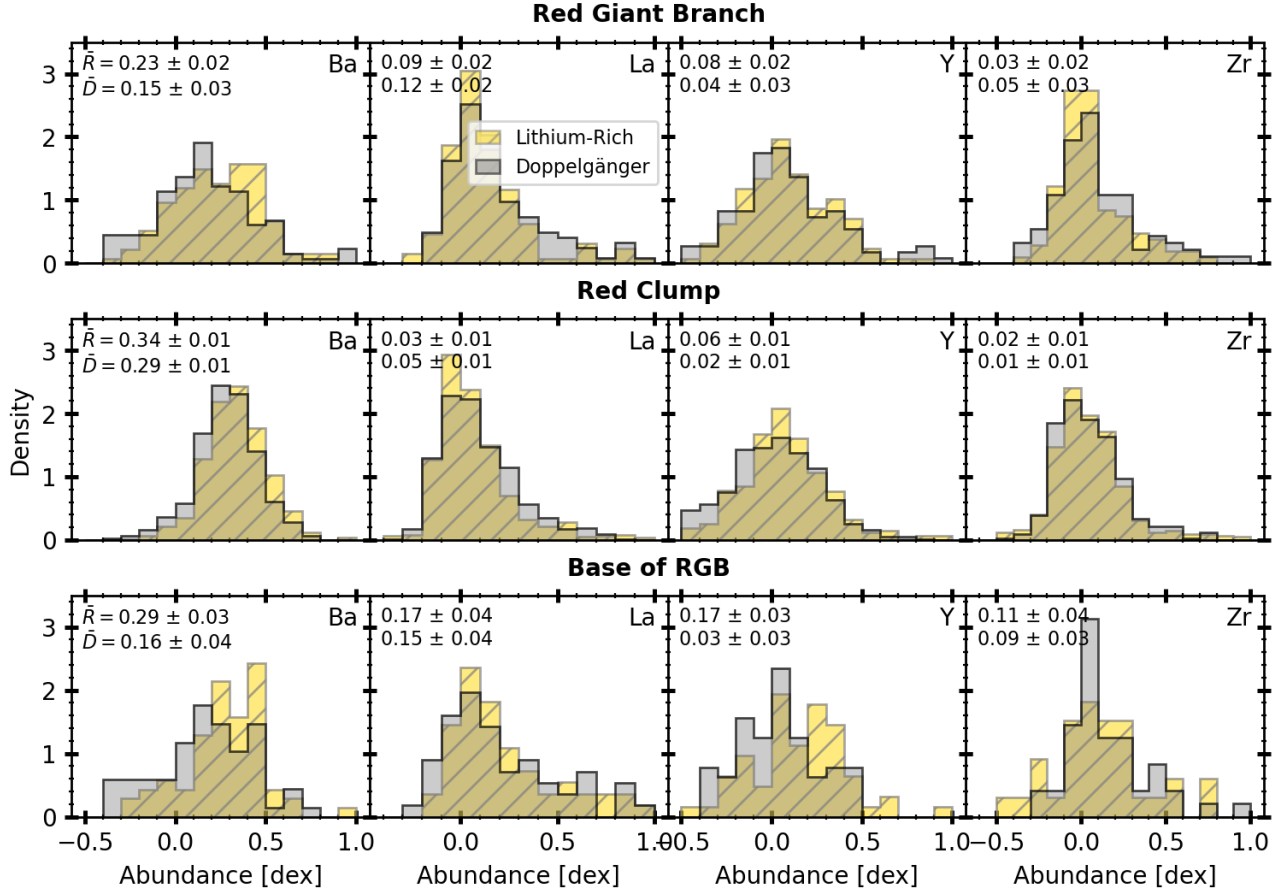 Red Giant Branch
R̄ = 0.23 ± 0.02
D̄ = 0.15 ± 0.03
Ba
0.09 ± 0.02
0.12 ± 0.02
La
0.08 ± 0.02
0.04 ± 0.03
Y
0.03 ± 0.02
0.05 ± 0.03
Zr
Lithium-Rich
Doppelgänger
3
2
1
0
Red Clump
R̄ = 0.34 ± 0.01
D̄ = 0.29 ± 0.01
Ba
0.03 ± 0.01
0.05 ± 0.01
La
0.06 ± 0.01
0.02 ± 0.01
Y
0.02 ± 0.01
0.01 ± 0.01
Zr
3
2
1
0
Density
Base of RGB
R̄ = 0.29 ± 0.03
D̄ = 0.16 ± 0.04
Ba
0.17 ± 0.04
0.15 ± 0.04
La
0.17 ± 0.03
0.03 ± 0.03
Y
0.11 ± 0.04
0.09 ± 0.03
Zr
3
2
1
0
−0.5 0.0 0.5 1.0
0.0 0.5 1.0
−0.5 0.0 0.5 1.0
0.0 0.5 1.0
Abundance [dex]
Abundance [dex]
Abundance [dex]
Abundance [dex]